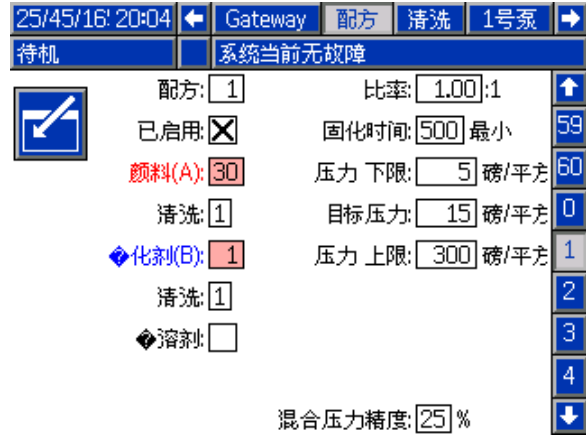 25/45/16! 20:04 Gateway 配方 清洗 1号泵
待机 系统当前无故障
配方: 1 比率: 1.00 :1
已启用: 固化时间: 500 最小 59
颜料(A): 30 压力 下限: 5 磅/平方 60
清洗: 1 目标压力: 15 磅/平方 0
�化剂(B): 1 压力 上限: 300 磅/平方 1
清洗: 1 2
�溶剂: 3
4
混合压力精度: 25 %